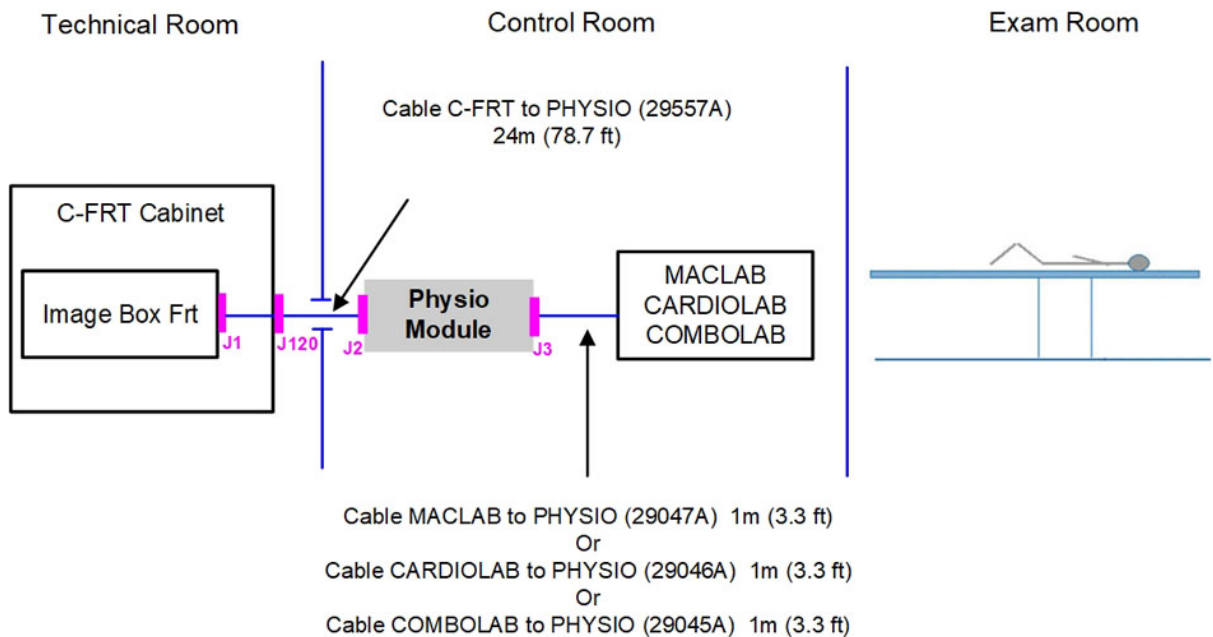 Technical Room
Control Room
Exam Room
Cable C-FRT to PHYSIO (29557A)
24m (78.7 ft)
C-FRT Cabinet
Image Box Frt
J1
J120
J2
Physio
Module
J3
MACLAB
CARDIOLAB
COMBOLAB
Cable MACLAB to PHYSIO (29047A) 1m (3.3 ft)
Or
Cable CARDIOLAB to PHYSIO (29046A) 1m (3.3 ft)
Or
Cable COMBOLAB to PHYSIO (29045A) 1m (3.3 ft)